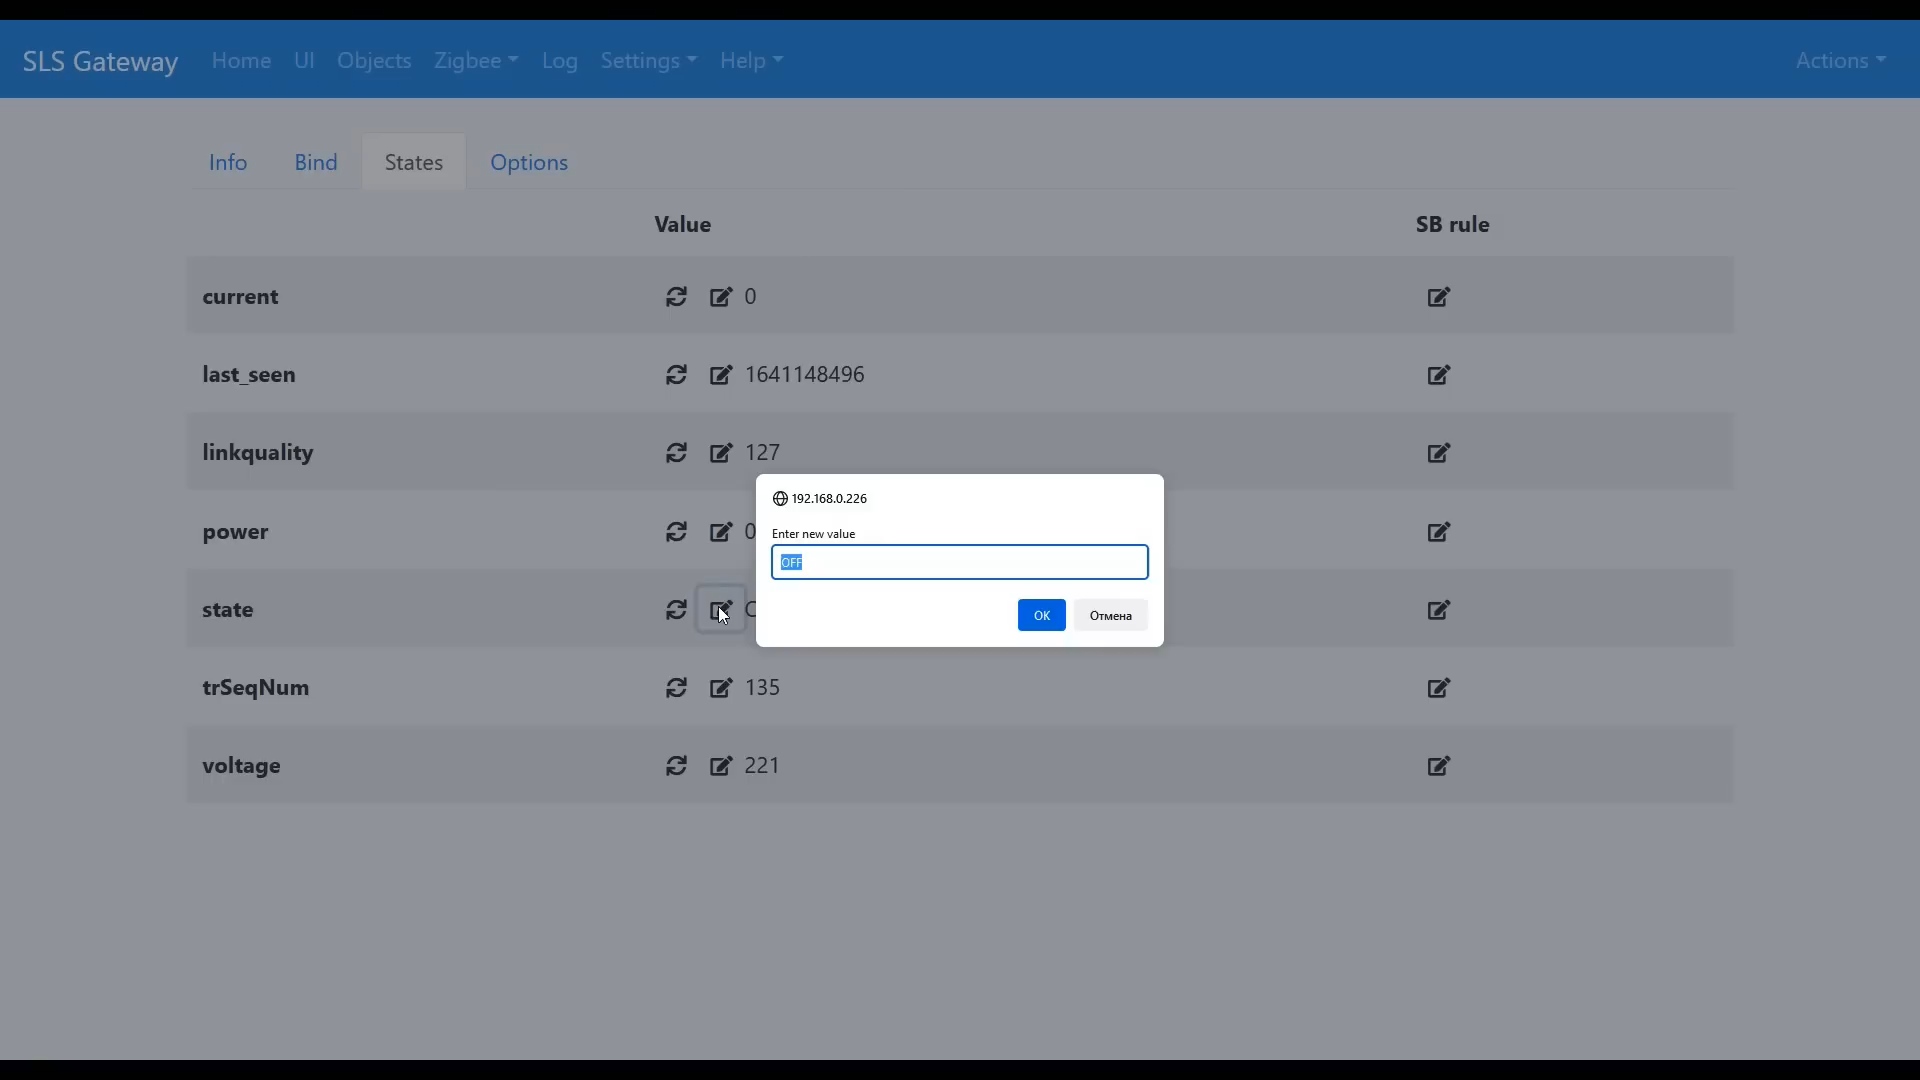 SLS Gateway Home UI Objects Zigbee Log Settings Help Actions
Info Bind States Options
Value SB rule
current 0
last_seen 1641148496
linkquality 127
192.168.0.226
Enter new value
power 0
OFF
state
OK Отмена
trSeqNum 135
voltage 221